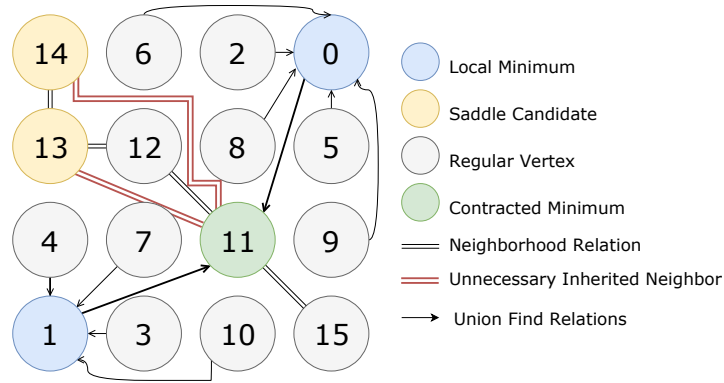 14 6 2 0
13 12 8 5
4 7 11 9
1 3 10 15
Local Minimum
Saddle Candidate
Regular Vertex
Contracted Minimum
Neighborhood Relation
Unnecessary Inherited Neighbor
Union Find Relations